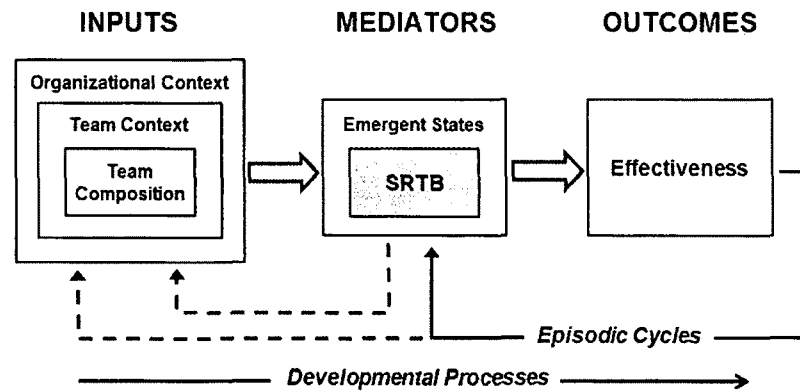 INPUTS
MEDIATORS
OUTCOMES
Organizational Context
Team Context
Team
Composition
Emergent States
SRTB
Effectiveness
Episodic Cycles
Developmental Processes